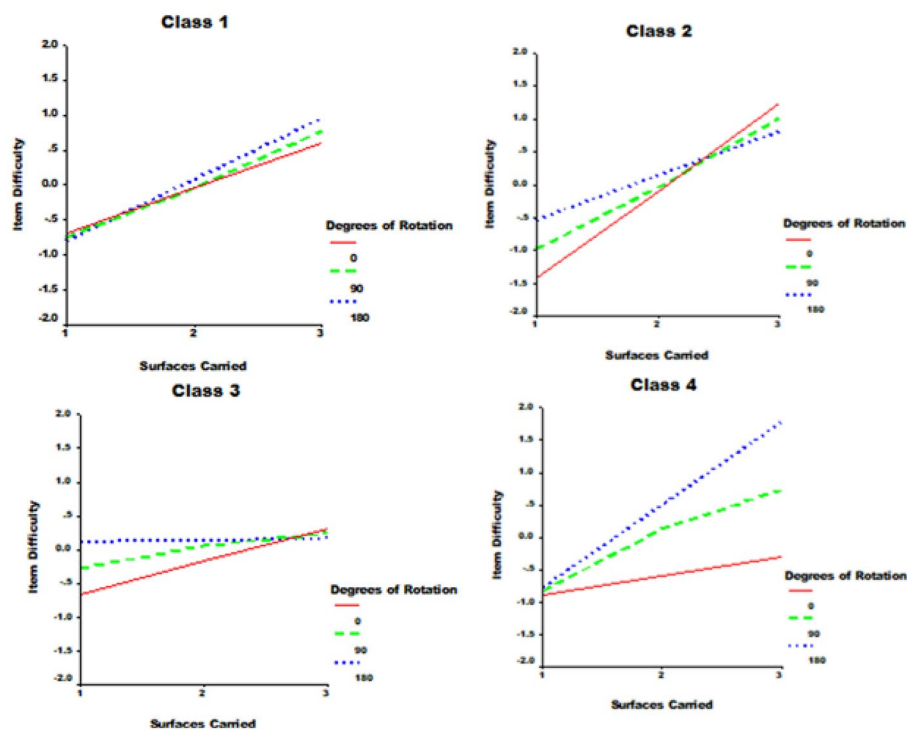 Class 1
2.0
1.5
1.0
.5
0.0
-.5
-1.0
-1.5
-2.0
Item Difficulty
1 2 3
Surfaces Carried
Degrees of Rotation
0
90
180
Class 2
2.0
1.5
1.0
.5
0.0
-.5
-1.0
-1.5
-2.0
Item Difficulty
1 2 3
Surfaces Carried
Degrees of Rotation
0
90
180
Class 3
2.0
1.5
1.0
.5
0.0
-.5
-1.0
-1.5
-2.0
Item Difficulty
1 2 3
Surfaces Carried
Degrees of Rotation
0
90
180
Class 4
2.0
1.5
1.0
.5
0.0
-.5
-1.0
-1.5
-2.0
Item Difficulty
1 2 3
Surfaces Carried
Degrees of Rotation
0
90
180